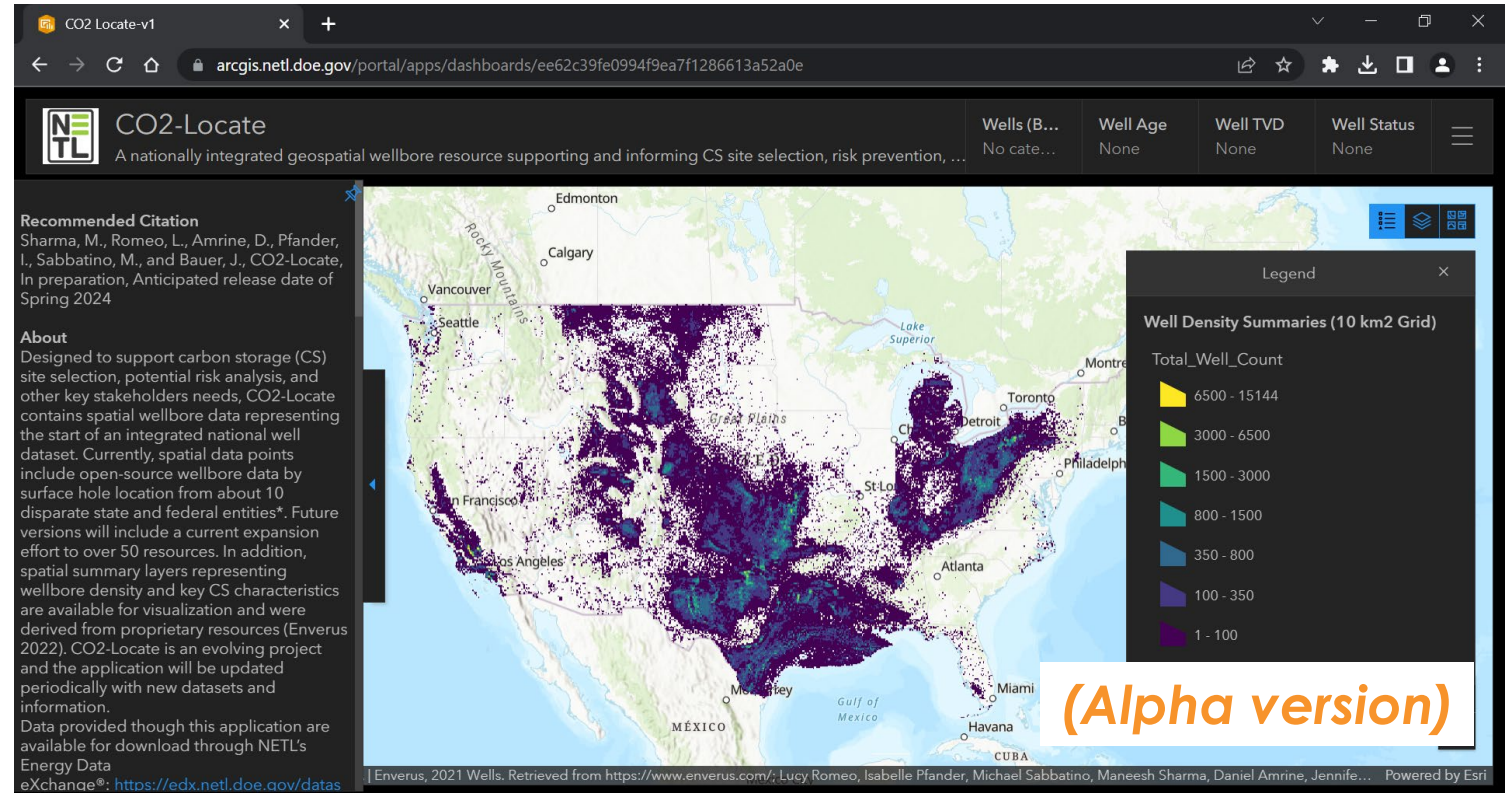 CO2 Locate-v1
arcgis.netl.doe.gov/portal/apps/dashboards/ee62c39fe0994f9ea7f1286613a52a0e
NETL
CO2-Locate
A nationally integrated geospatial wellbore resource supporting and informing CS site selection, risk prevention, ...
Wells (B...
No cate...
Well Age
None
Well TVD
None
Well Status
None
Recommended Citation
Sharma, M., Romeo, L., Amrine, D., Pfander,
I., Sabbatino, M., and Bauer, J., CO2-Locate,
In preparation, Anticipated release date of
Spring 2024
About
Designed to support carbon storage (CS)
site selection, potential risk analysis, and
other key stakeholders needs, CO2-Locate
contains spatial wellbore data representing
the start of an integrated national well
dataset. Currently, spatial data points
include open-source wellbore data by
surface hole location from about 10
disparate state and federal entities*. Future
versions will include a current expansion
effort to over 50 resources. In addition,
spatial summary layers representing
wellbore density and key CS characteristics
are available for visualization and were
derived from proprietary resources (Enverus
2022). CO2-Locate is an evolving project
and the application will be updated
periodically with new datasets and
information.
Data provided though this application are
available for download through NETL's
Energy Data
eXchange®: https://edx.netl.doe.gov/datas
Edmonton
Rocky Mountains
Calgary
Vancouver
Seattle
Lake
Superior
Montre
Toronto
Great Plains
Detroit
Ch
B
Philadelph
St Lo
n Francisco
os Angeles
Atlanta
Miami
Gulf of
Mexico
MÉXICO
Havana
CUBA
Legend
Well Density Summaries (10 km2 Grid)
Total_Well_Count
6500 - 15144
3000 - 6500
1500 - 3000
800 - 1500
350 - 800
100 - 350
1 - 100
(Alpha version)
| Enverus, 2021 Wells. Retrieved from https://www.enverus.com/; Lucy Romeo, Isabelle Pfander, Michael Sabbatino, Maneesh Sharma, Daniel Amrine, Jennife...
Powered by Esri